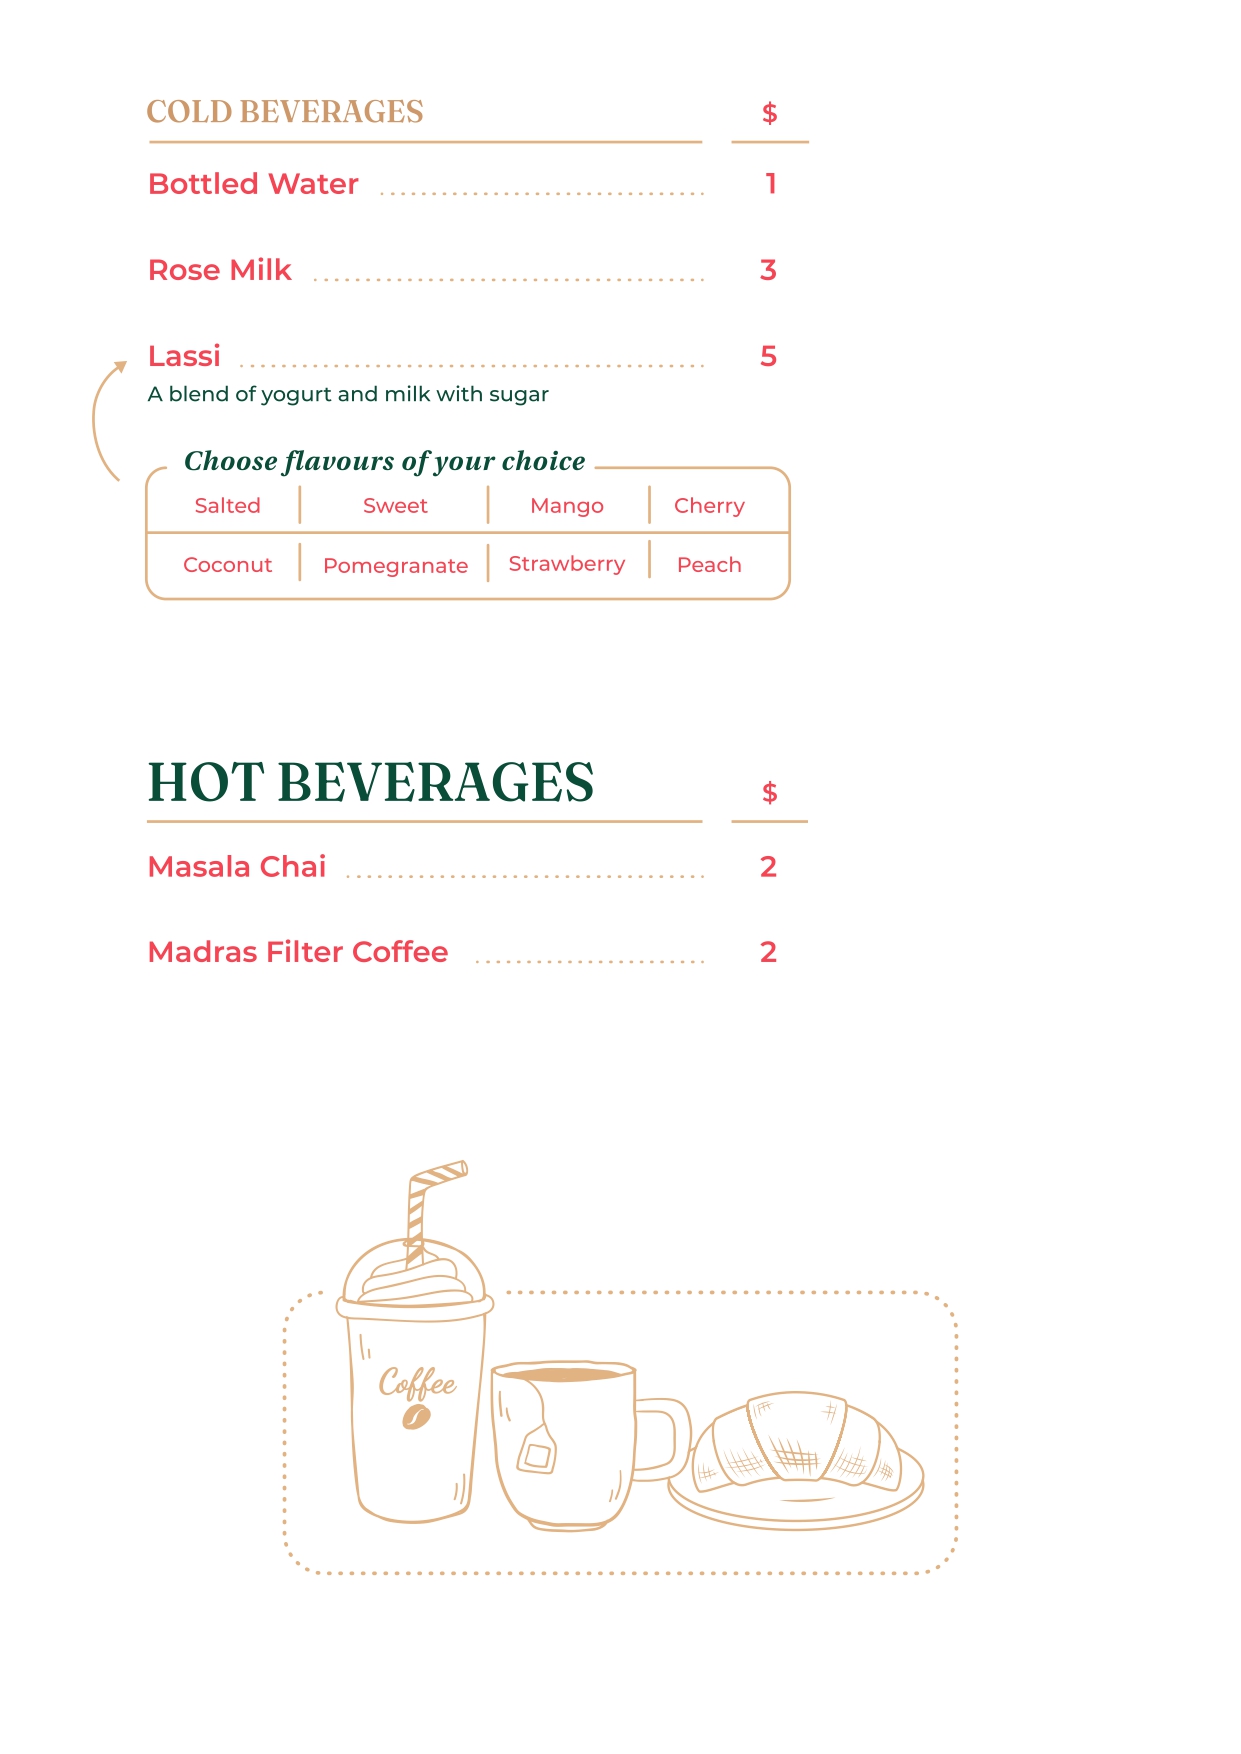 COLD BEVERAGES $
Bottled Water 1
Rose Milk 3
Lassi 5
A blend of yogurt and milk with sugar
Choose flavours of your choice
Salted Sweet Mango Cherry
Coconut Pomegranate Strawberry Peach
HOT BEVERAGES $
Masala Chai 2
Madras Filter Coffee 2
Coffee